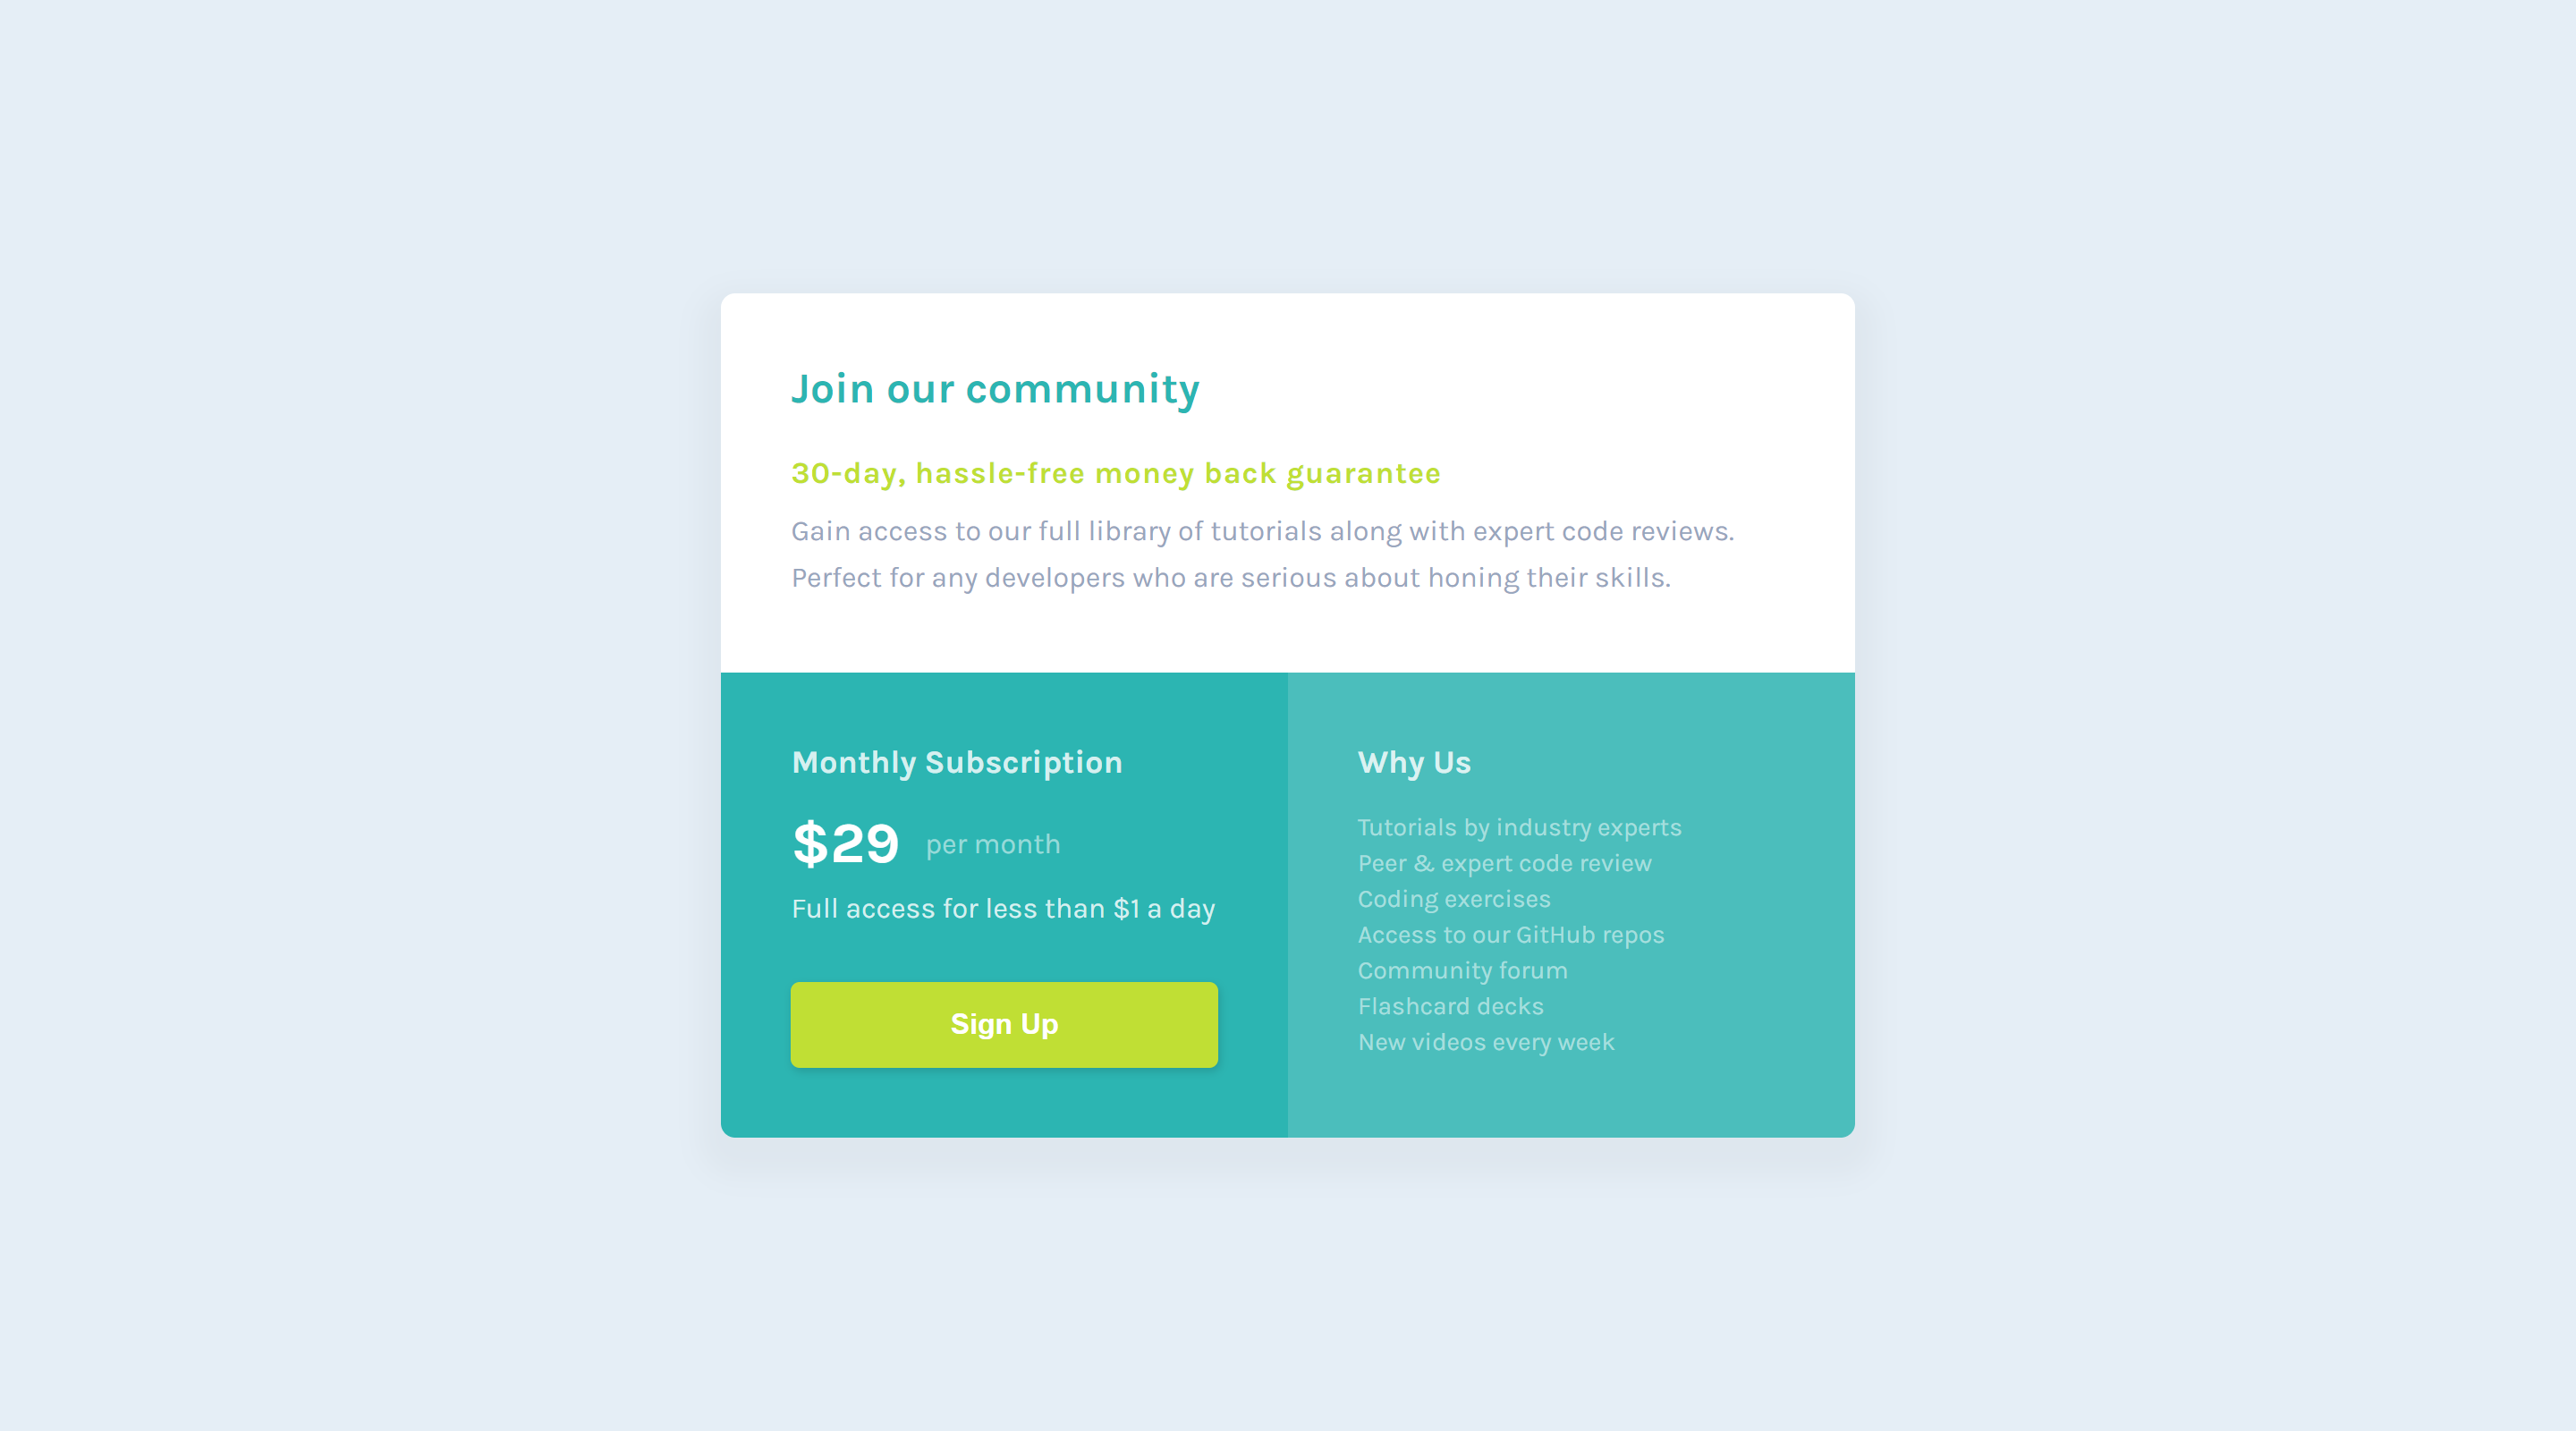 Join our community
30-day, hassle-free money back guarantee
Gain access to our full library of tutorials along with expert code reviews.
Perfect for any developers who are serious about honing their skills.
Monthly Subscription
$29 per month
Full access for less than $1 a day
Sign Up
Why Us
Tutorials by industry experts
Peer & expert code review
Coding exercises
Access to our GitHub repos
Community forum
Flashcard decks
New videos every week